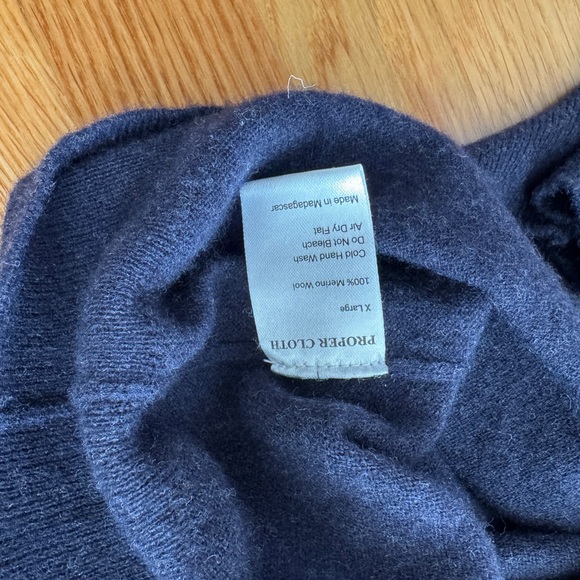 PROPER CLOTH
X Large
100% Merino Wool
Cold Hand Wash
Do Not Bleach
Air Dry Flat
Made in Madagascar